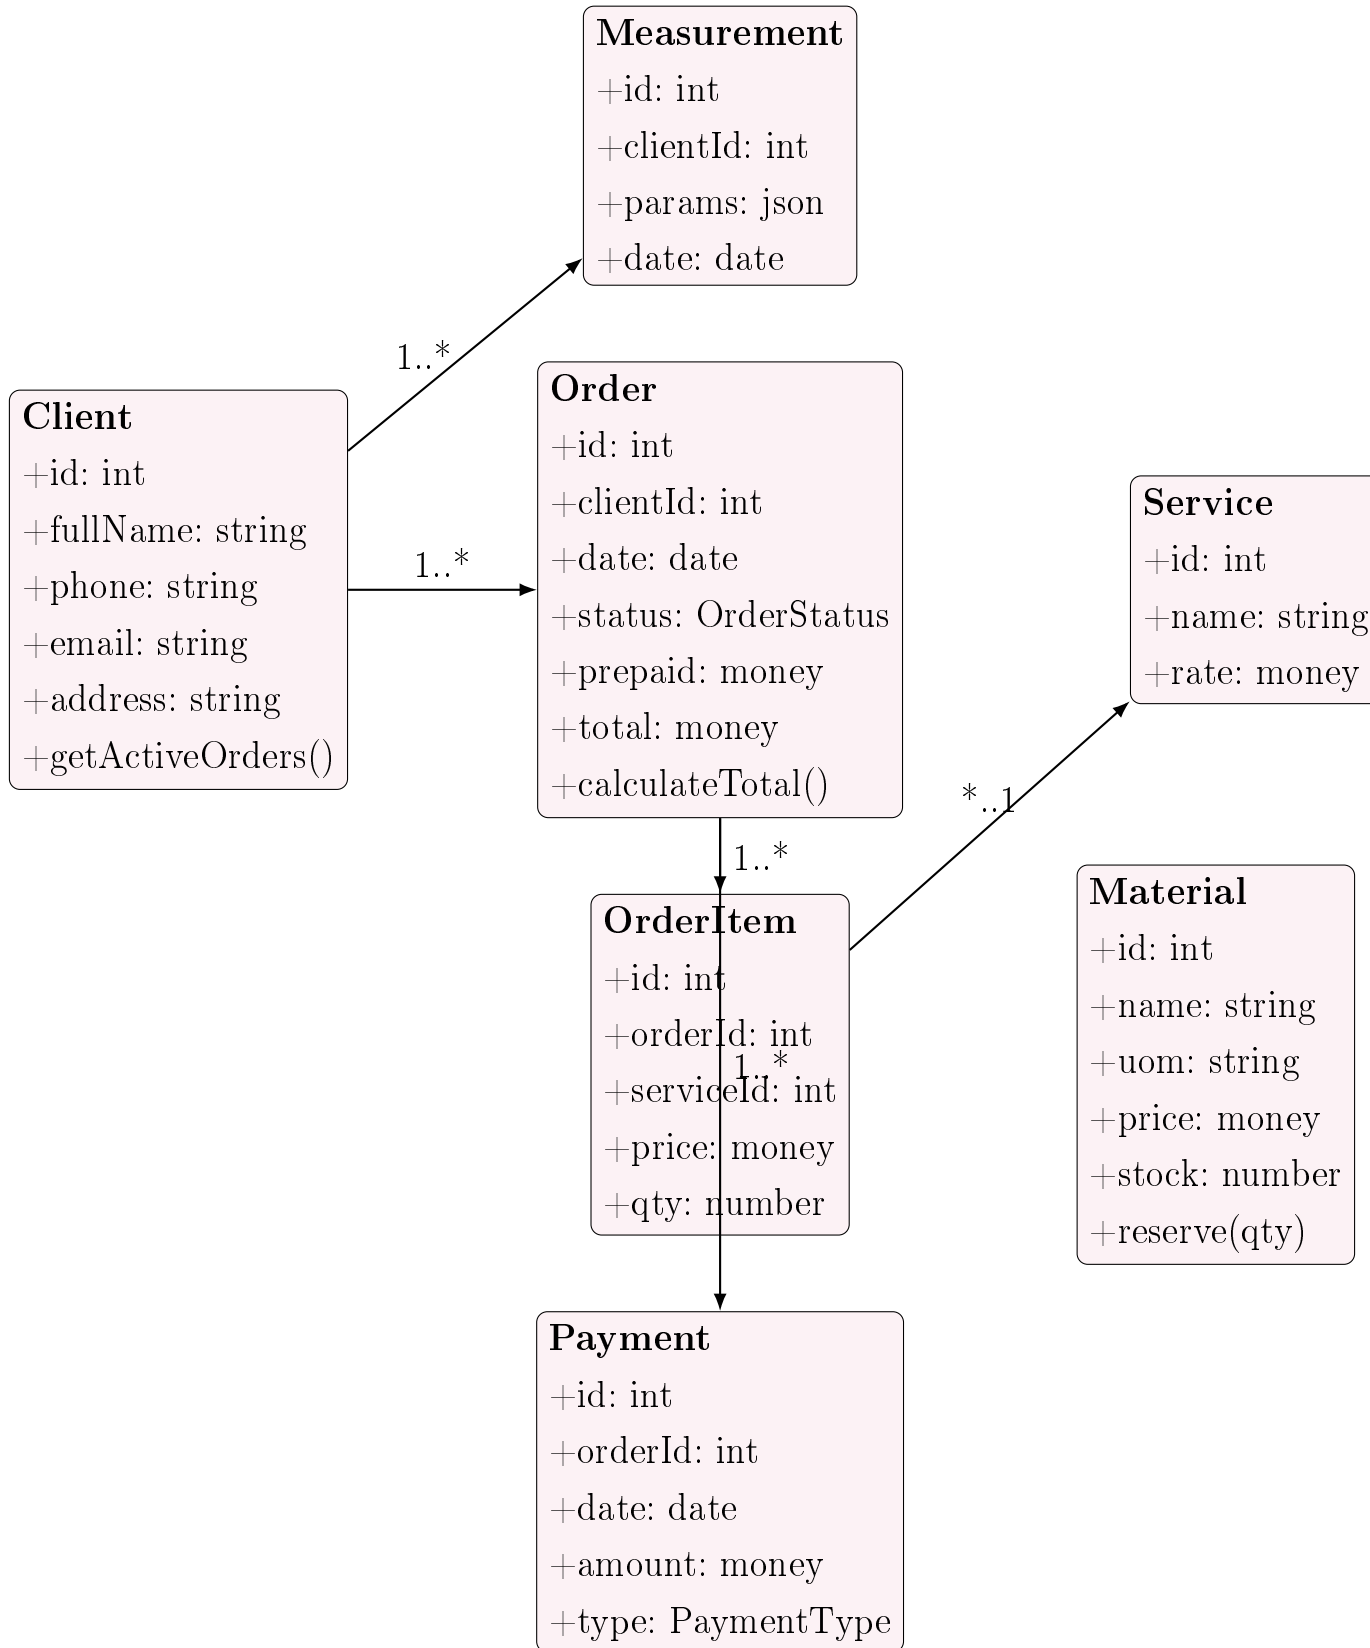 Measurement
+id: int
+clientId: int
+params: json
+date: date
1..*
Client
+id: int
+fullName: string
+phone: string
+email: string
+address: string
+getActiveOrders()
1..*
Order
+id: int
+clientId: int
+date: date
+status: OrderStatus
+prepaid: money
+total: money
+calculateTotal()
Service
+id: int
+name: string
+rate: money
*..1
1..*
OrderItem
+id: int
+orderId: int
1..*
+serviceId: int
+price: money
+qty: number
Material
+id: int
+name: string
+uom: string
+price: money
+stock: number
+reserve(qty)
Payment
+id: int
+orderId: int
+date: date
+amount: money
+type: PaymentType